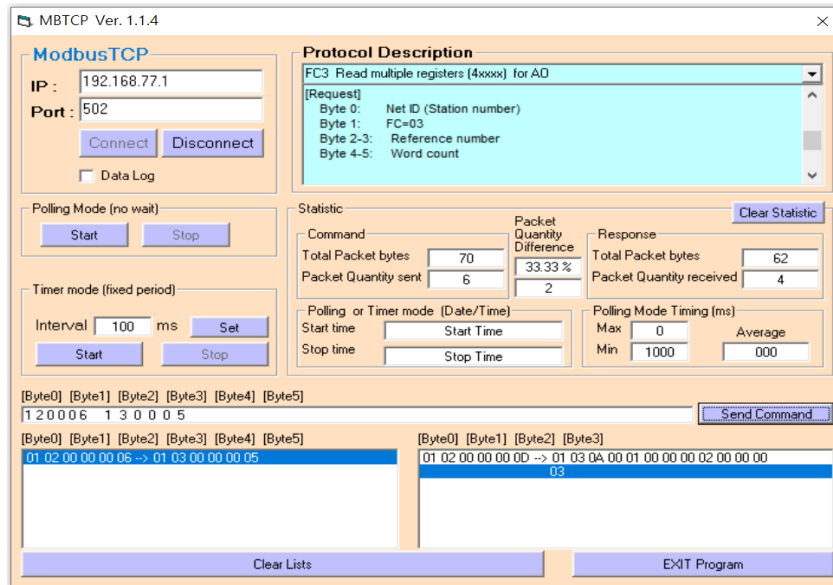 MBTCP Ver. 1.1.4
ModbusTCP
IP : 192.168.77.1
Port : 502
Connect Disconnect
Data Log
Protocol Description
FC3 Read multiple registers (4xxxx) for AO
[Request]
Byte 0: Net ID (Station number)
Byte 1: FC=03
Byte 2-3: Reference number
Byte 4-5: Word count
Polling Mode (no wait)
Start Stop
Timer mode (fixed period)
Interval 100 ms Set
Start Stop
Statistic
Clear Statistic
Command
Total Packet bytes 70
Packet Quantity sent 6
Packet
Quantity
Difference
33.33 %
2
Response
Total Packet bytes 62
Packet Quantity received 4
Polling or Timer mode (Date/Time)
Start time Start Time
Stop time Stop Time
Polling Mode Timing (ms)
Max 0 Average
Min 1000 000
[Byte0] [Byte1] [Byte2] [Byte3] [Byte4] [Byte5]
1 2 0 0 0 6 1 3 0 0 0 5 Send Command
[Byte0] [Byte1] [Byte2] [Byte3] [Byte4] [Byte5]
01 02 00 00 00 06 --> 01 03 00 00 00 05
[Byte0] [Byte1] [Byte2] [Byte3]
01 02 00 00 00 0D --> 01 03 0A 00 01 00 00 00 02 00 00 00
03
Clear Lists EXIT Program